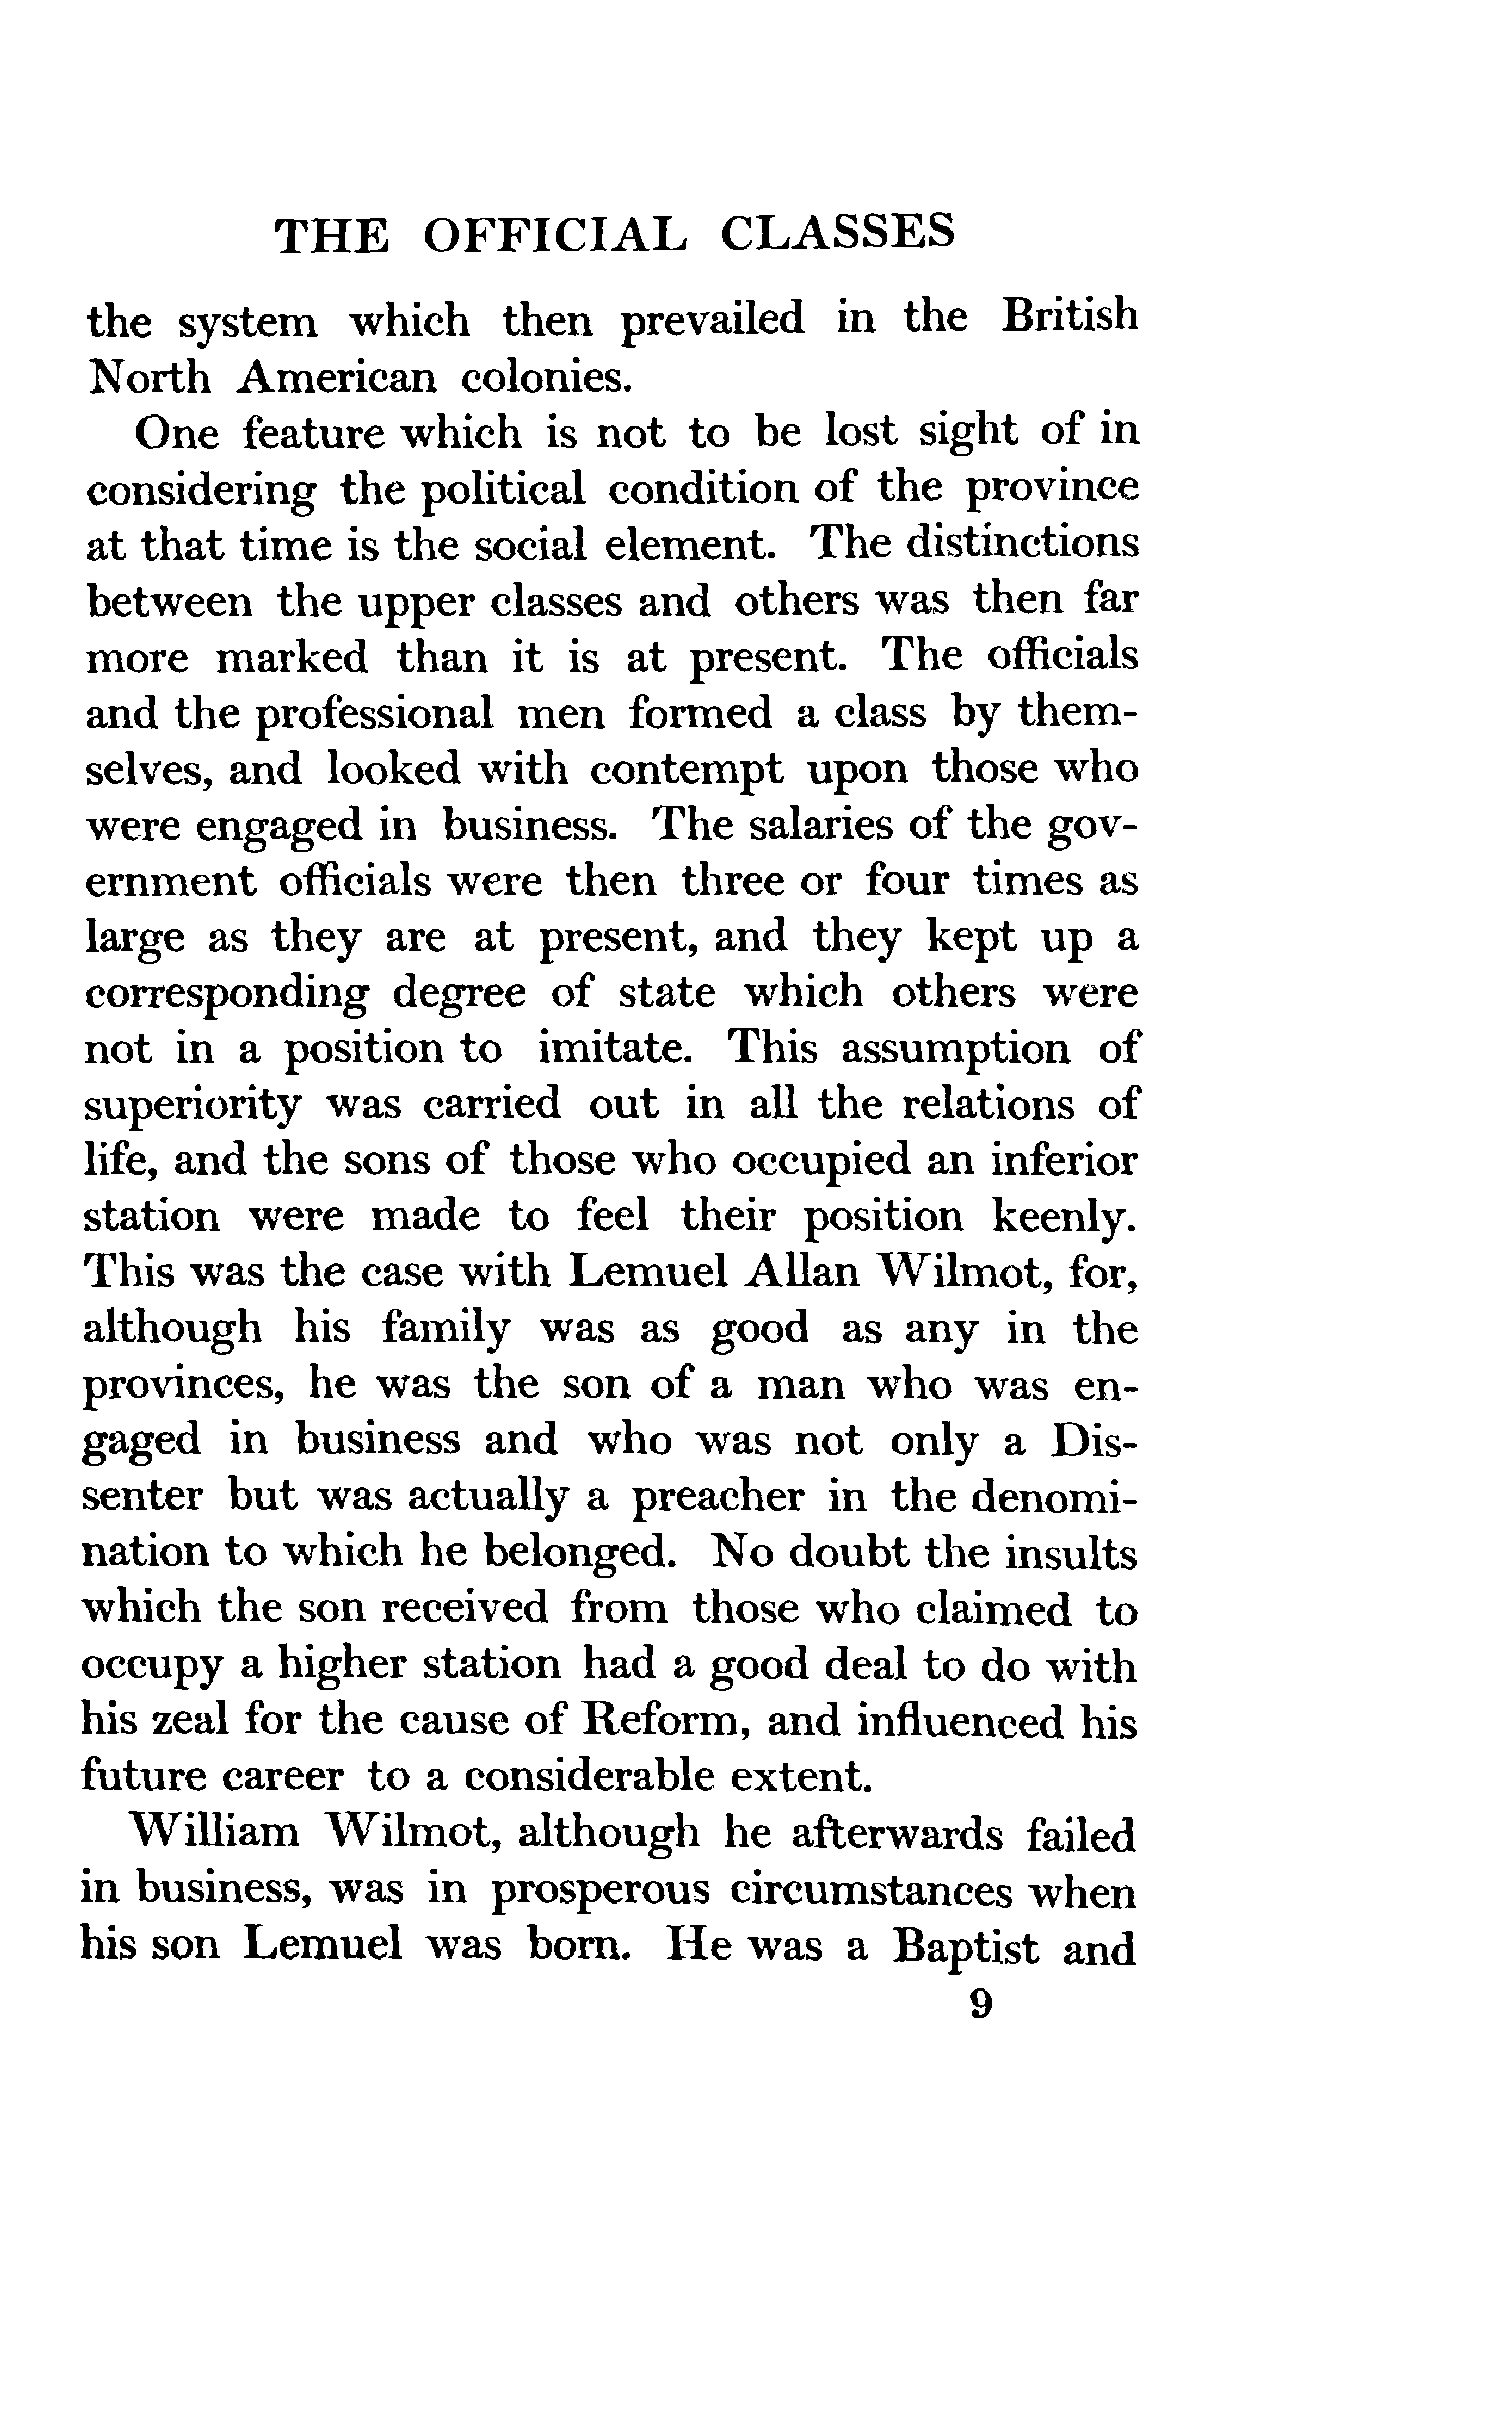 THE OFFICIAL CLASSES
the system which then prevailed in the British
North American colonies.
One feature which is not to be lost sight of in
considering the political condition of the province
at that time is the social element. The distinctions
between the upper classes and others was then far
more marked than it is at present. The officials
and the professional men formed a class by them-
selves, and looked with contempt upon those who
were engaged in business. The salaries of the gov-
ernment officials were then three or four times as
large as they are at present, and they kept up a
corresponding degree of state which others were
not in a position to imitate. This assumption of
superiority was carried out in all the relations of
life, and the sons of those who occupied an inferior
station were made to feel their position keenly.
This was the case with Lemuel Allan Wilmot, for,
although his family was as good as any in the
provinces, he was the son of a man who was en-
gaged in business and who was not only a Dis-
senter but was actually a preacher in the denomi-
nation to which he belonged. No doubt the insults
which the son received from those who claimed to
occupy a higher station had a good deal to do with
his zeal for the cause of Reform, and influenced his
future career to a considerable extent.
William Wilmot, although he afterwards failed
in business, was in prosperous circumstances when
his son Lemuel was born. He was a Baptist and
9